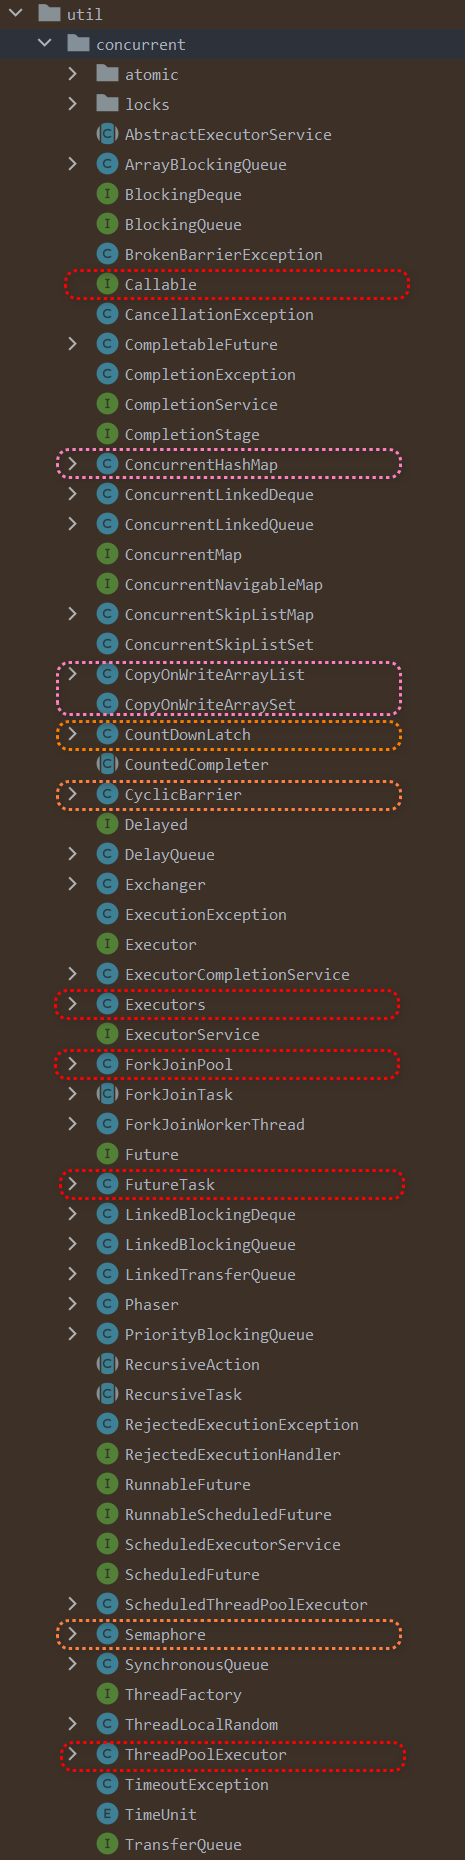 util
concurrent
atomic
locks
AbstractExecutorService
ArrayBlockingQueue
BlockingDeque
BlockingQueue
BrokenBarrierException
Callable
CancellationException
CompletableFuture
CompletionException
CompletionService
CompletionStage
ConcurrentHashMap
ConcurrentLinkedDeque
ConcurrentLinkedQueue
ConcurrentMap
ConcurrentNavigableMap
ConcurrentSkipListMap
ConcurrentSkipListSet
CopyOnWriteArrayList
CopyOnWriteArraySet
CountDownLatch
CountedCompleter
CyclicBarrier
Delayed
DelayQueue
Exchanger
ExecutionException
Executor
ExecutorCompletionService
Executors
ExecutorService
ForkJoinPool
ForkJoinTask
ForkJoinWorkerThread
Future
FutureTask
LinkedBlockingDeque
LinkedBlockingQueue
LinkedTransferQueue
Phaser
PriorityBlockingQueue
RecursiveAction
RecursiveTask
RejectedExecutionException
RejectedExecutionHandler
RunnableFuture
RunnableScheduledFuture
ScheduledExecutorService
ScheduledFuture
ScheduledThreadPoolExecutor
Semaphore
SynchronousQueue
ThreadFactory
ThreadLocalRandom
ThreadPoolExecutor
TimeoutException
TimeUnit
TransferQueue